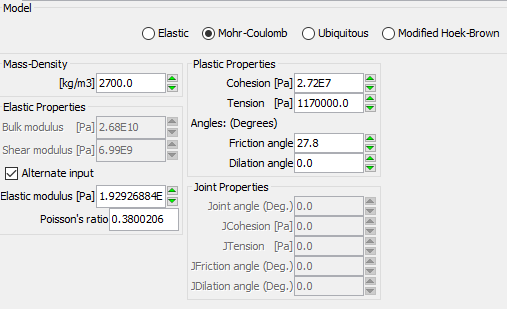 Model
Elastic Mohr-Coulomb Ubiquitous Modified Hoek-Brown
Mass-Density
[kg/m3] 2700.0
Elastic Properties
Bulk modulus [Pa] 2.68E10
Shear modulus [Pa] 6.99E9
Alternate input
Elastic modulus [Pa] 1.92926884E
Poisson's ratio 0.3800206
Plastic Properties
Cohesion [Pa] 2.72E7
Tension [Pa] 1170000.0
Angles: (Degrees)
Friction angle 27.8
Dilation angle 0.0
Joint Properties
Joint angle (Deg.) 0.0
JCohesion [Pa] 0.0
JTension [Pa] 0.0
JFriction angle (Deg.) 0.0
JDilation angle (Deg.) 0.0